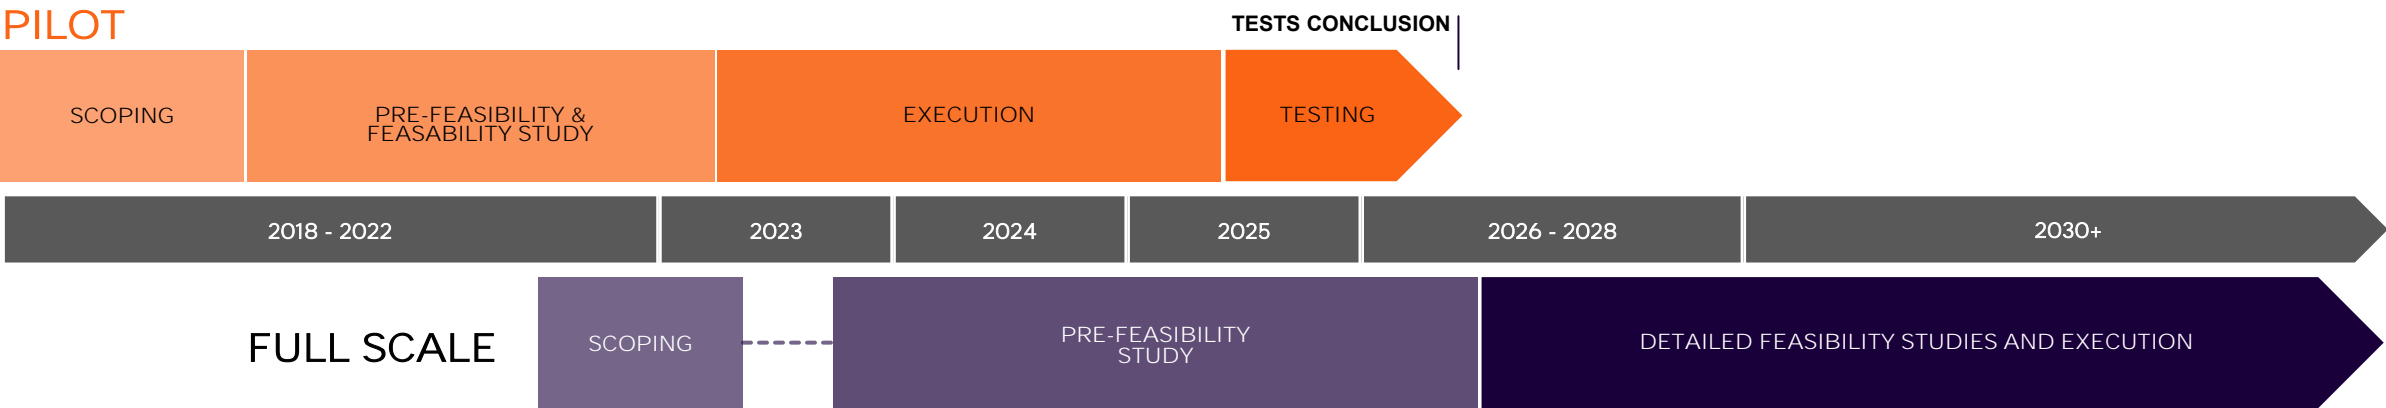 PILOT
TESTS CONCLUSION
SCOPING
PRE-FEASIBILITY &
FEASABILITY STUDY
EXECUTION
TESTING
2018 - 2022
2023
2024
2025
2026 - 2028
2030+
FULL SCALE
SCOPING
PRE-FEASIBILITY
STUDY
DETAILED FEASIBILITY STUDIES AND EXECUTION